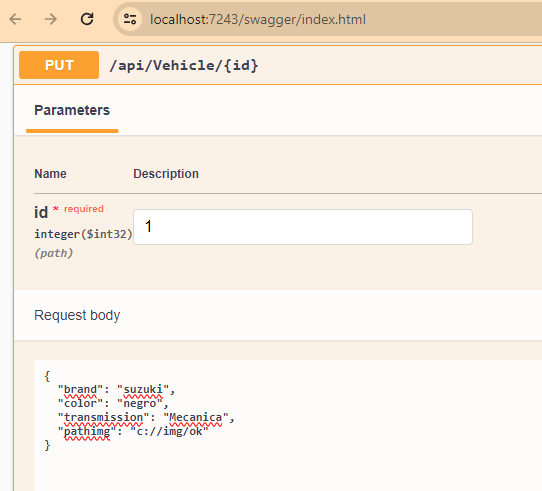 localhost:7243/swagger/index.html
PUT /api/Vehicle/{id}
Parameters
Name Description
id * required
integer($int32)
(path)
1
Request body
{
"brand": "suzuki",
"color": "negro",
"transmission": "Mecanica",
"pathimg": "c://img/ok"
}